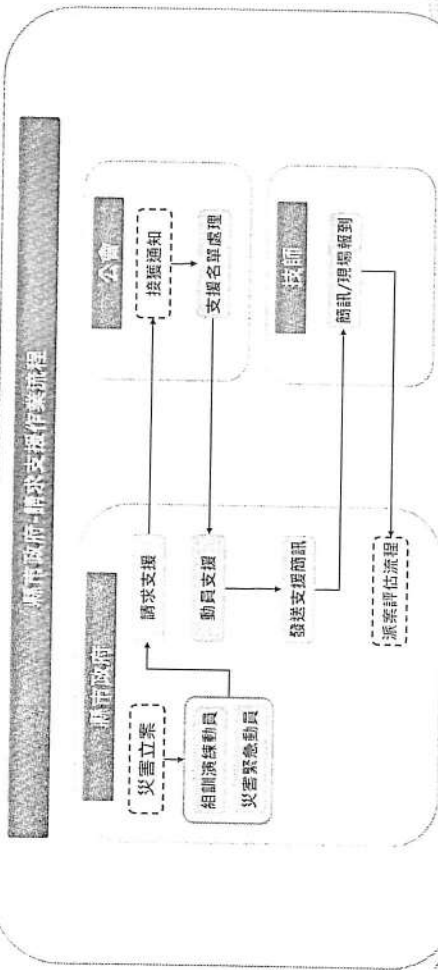 縣市政府-請求支援作業流程
縣市政府
災害立案
組訓演練動員
災害緊急動員
請求支援
動員支援
發送支援簡訊
派案評估流程
公會
接獲通知
支援名單處理
技師
簡訊/現場報到